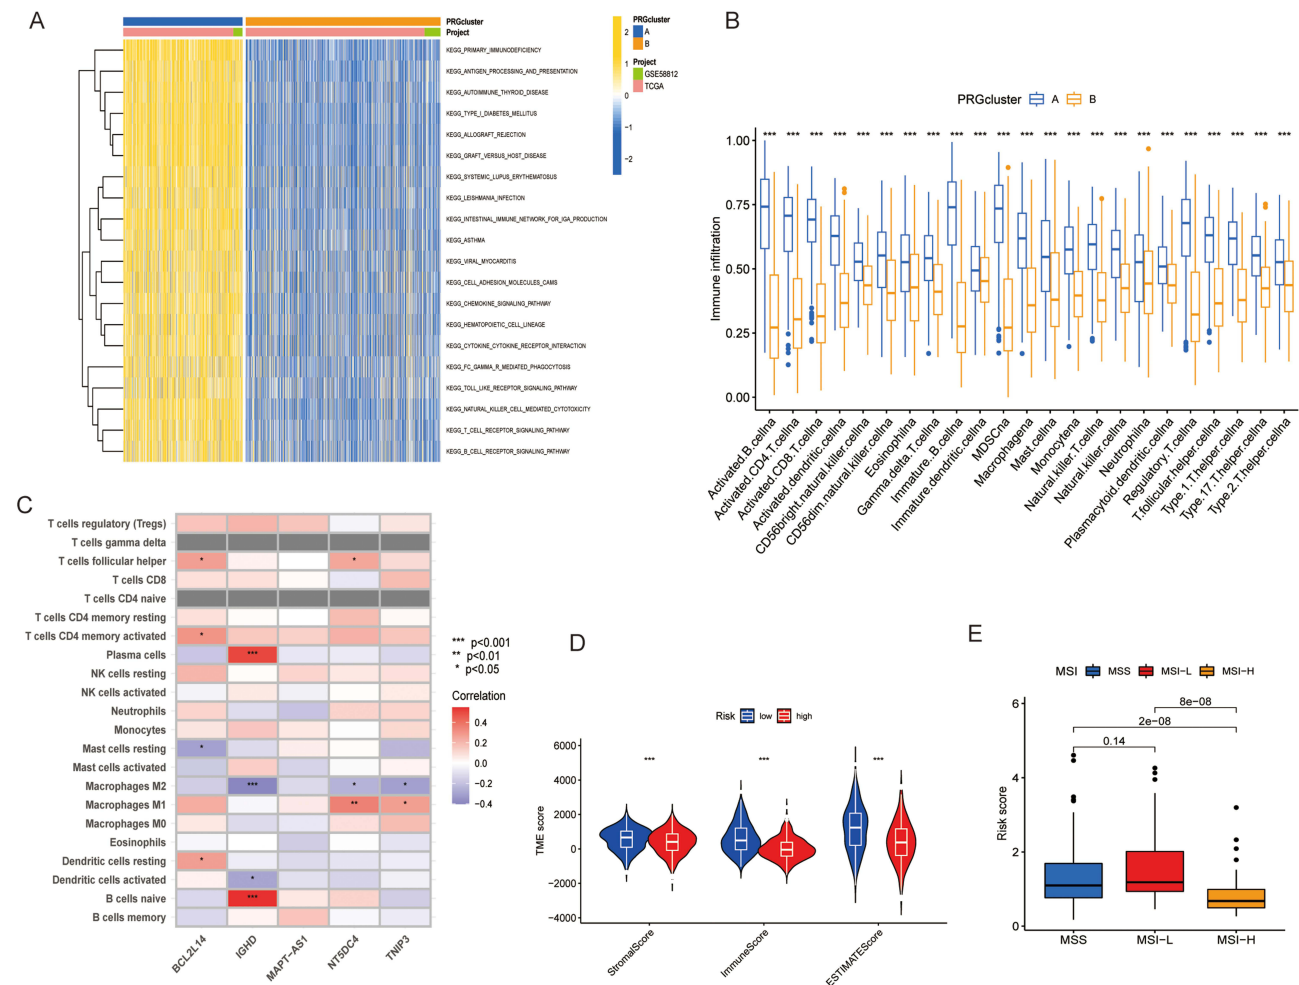 A
PRGcluster
Project
KEGG_PRIMARY_IMMUNODEFICIENCY
KEGG_ANTIGEN_PROCESSING_AND_PRESENTATION
KEGG_AUTOIMMUNE_THYROID_DISEASE
KEGG_TYPE_I_DIABETES_MELLITUS
KEGG_ALLOGRAFT_REJECTION
KEGG_GRAFT_VERSUS_HOST_DISEASE
KEGG_SYSTEMIC_LUPUS_ERYTHEMATOSUS
KEGG_LEISHMANIA_INFECTION
KEGG_INTESTINAL_IMMUNE_NETWORK_FOR_IGA_PRODUCTION
KEGG_ASTHMA
KEGG_VIRAL_MYOCARDITIS
KEGG_CELL_ADHESION_MOLECULES_CAMS
KEGG_CHEMOKINE_SIGNALING_PATHWAY
KEGG_HEMATOPOIETIC_CELL_LINEAGE
KEGG_CYTOKINE_CYTOKINE_RECEPTOR_INTERACTION
KEGG_FC_GAMMA_R_MEDIATED_PHAGOCYTOSIS
KEGG_TOLL_LIKE_RECEPTOR_SIGNALING_PATHWAY
KEGG_NATURAL_KILLER_CELL_MEDIATED_CYTOTOXICITY
KEGG_T_CELL_RECEPTOR_SIGNALING_PATHWAY
KEGG_B_CELL_RECEPTOR_SIGNALING_PATHWAY
2
1
0
−1
−2
PRGcluster
A
B
Project
GSE58812
TCGA
B
PRGcluster A B
*** *** *** *** *** *** *** *** *** *** *** *** *** *** *** *** *** *** *** *** *** *** ***
Immune infiltration
1.00
0.75
0.50
0.25
0.00
Activated.B.cellna
Activated.CD4.T.cellna
Activated.CD8.T.cellna
Activated.dendritic.cellna
CD56bright.natural.killer.cellna
CD56dim.natural.killer.cellna
Eosinophilna
Gamma.delta.T.cellna
Immature..B.cellna
Immature.dendritic.cellna
MDSCna
Macrophagena
Mast.cellna
Monocytena
Natural.killer.T.cellna
Natural.killer.cellna
Neutrophilna
Plasmacytoid.dendritic.cellna
Regulatory.T.cellna
T.follicular.helper.cellna
Type.1.T.helper.cellna
Type.17.T.helper.cellna
Type.2.T.helper.cellna
C
T cells regulatory (Tregs)
T cells gamma delta
T cells follicular helper * *
T cells CD8
T cells CD4 naive
T cells CD4 memory resting
T cells CD4 memory activated *
Plasma cells ***
NK cells resting
NK cells activated
Neutrophils
Monocytes
Mast cells resting *
Mast cells activated
Macrophages M2 *** * *
Macrophages M1 ** *
Macrophages M0
Eosinophils
Dendritic cells resting *
Dendritic cells activated *
B cells naive ***
B cells memory
BCL2L14
IGHD
MAPT−AS1
NT5DC4
TNIP3
*** p<0.001
** p<0.01
* p<0.05
Correlation
0.4
0.2
0.0
−0.2
−0.4
D
Risk low high
*** *** ***
TME score
6000
4000
2000
0
−2000
−4000
StromalScore
ImmuneScore
ESTIMATEScore
E
MSI MSS MSI−L MSI−H
8e−08
2e−08
0.14
Risk score
6
4
2
0
MSS
MSI−L
MSI−H